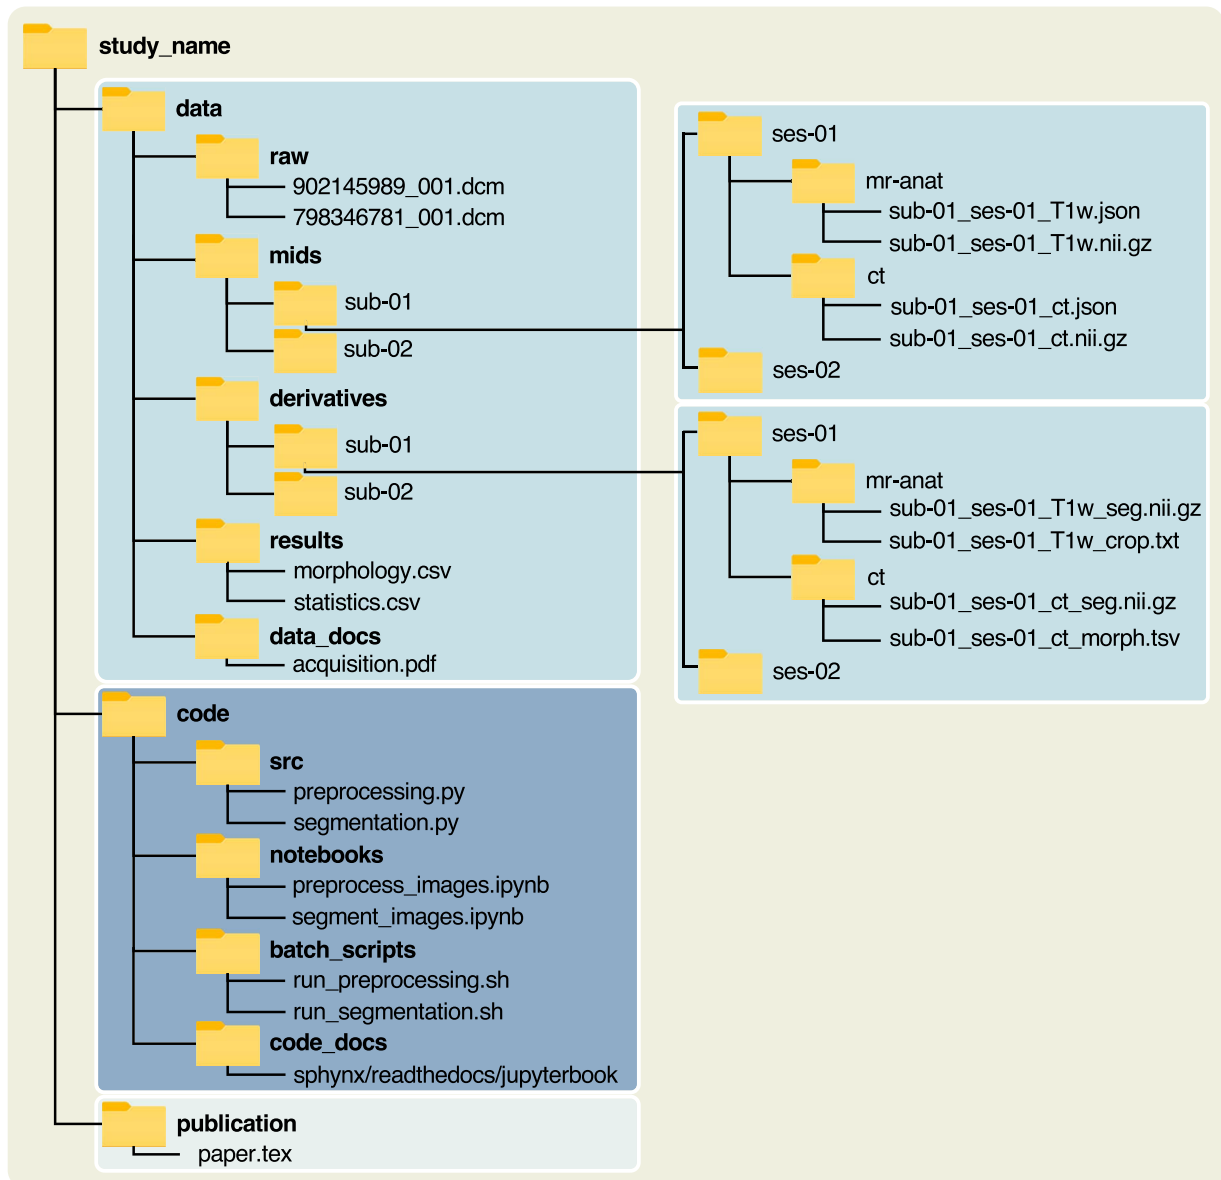 study_name
data
raw
902145989_001.dcm
798346781_001.dcm
mids
sub-01
sub-02
derivatives
sub-01
sub-02
results
morphology.csv
statistics.csv
data_docs
acquisition.pdf
ses-01
mr-anat
sub-01_ses-01_T1w.json
sub-01_ses-01_T1w.nii.gz
ct
sub-01_ses-01_ct.json
sub-01_ses-01_ct.nii.gz
ses-02
ses-01
mr-anat
sub-01_ses-01_T1w_seg.nii.gz
sub-01_ses-01_T1w_crop.txt
ct
sub-01_ses-01_ct_seg.nii.gz
sub-01_ses-01_ct_morph.tsv
ses-02
code
src
preprocessing.py
segmentation.py
notebooks
preprocess_images.ipynb
segment_images.ipynb
batch_scripts
run_preprocessing.sh
run_segmentation.sh
code_docs
sphynx/readthedocs/jupyterbook
publication
paper.tex